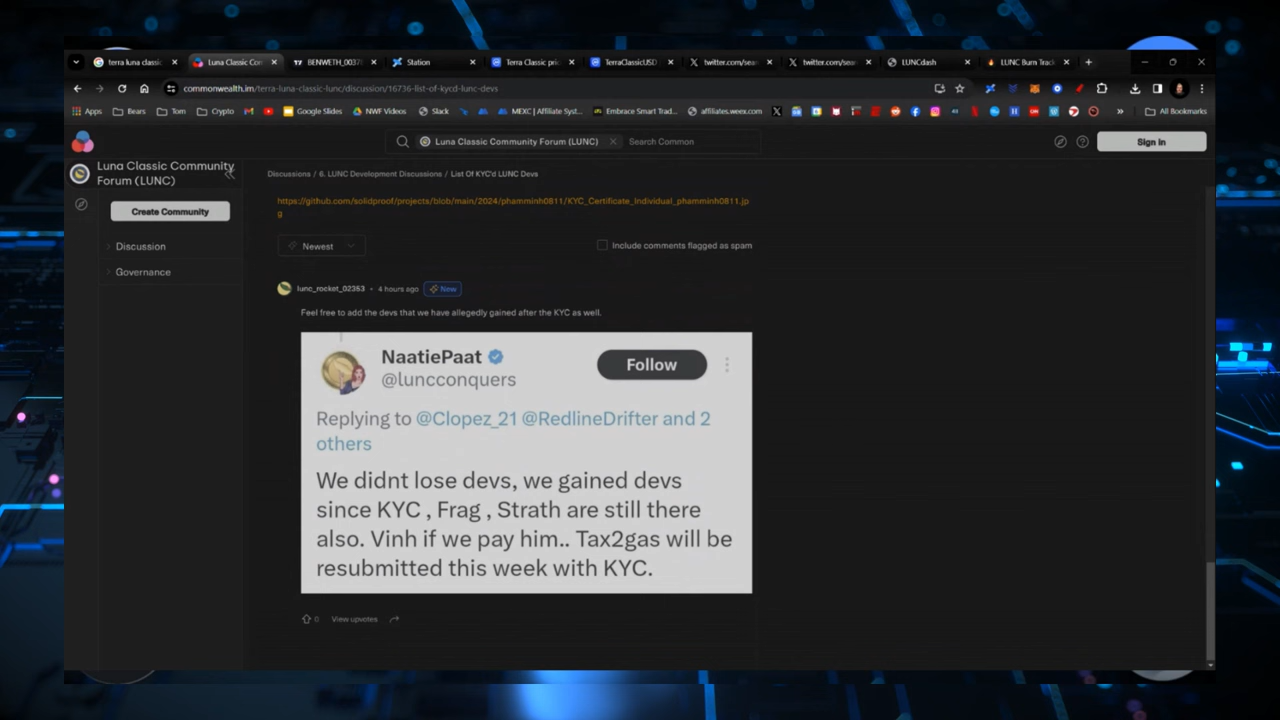 terra luna classic
Luna Classic Con
BENWETH_0037
Station
Terra Classic pric
TerraClassicUSD
twitter.com/sear
twitter.com/sear
LUNCdash
LUNC Burn Track
commonwealth.im/terra-luna-classic-lunc/discussion/16736-list-of-kycd-lunc-devs
Apps
Bears
Tom
Crypto
Google Slides
NWF Videos
Slack
MEXC | Affiliate Syst...
Embrace Smart Trad...
affiliates.weex.com
All Bookmarks
Luna Classic Community Forum (LUNC)
Search Common
Sign in
Luna Classic Community
Forum (LUNC)
Create Community
Discussion
Governance
Discussions / 6. LUNC Development Discussions / List Of KYC'd LUNC Devs
https://github.com/solidproof/projects/blob/main/2024/phamminh0811/KYC_Certificate_Individual_phamminh0811.jp
g
Newest
Include comments flagged as spam
lunc_rocket_02353 • 4 hours ago
New
Feel free to add the devs that we have allegedly gained after the KYC as well.
NaatiePaat
@luncconquers
Follow
Replying to @Clopez_21 @RedlineDrifter and 2
others
We didnt lose devs, we gained devs
since KYC , Frag , Strath are still there
also. Vinh if we pay him.. Tax2gas will be
resubmitted this week with KYC.
0
View upvotes